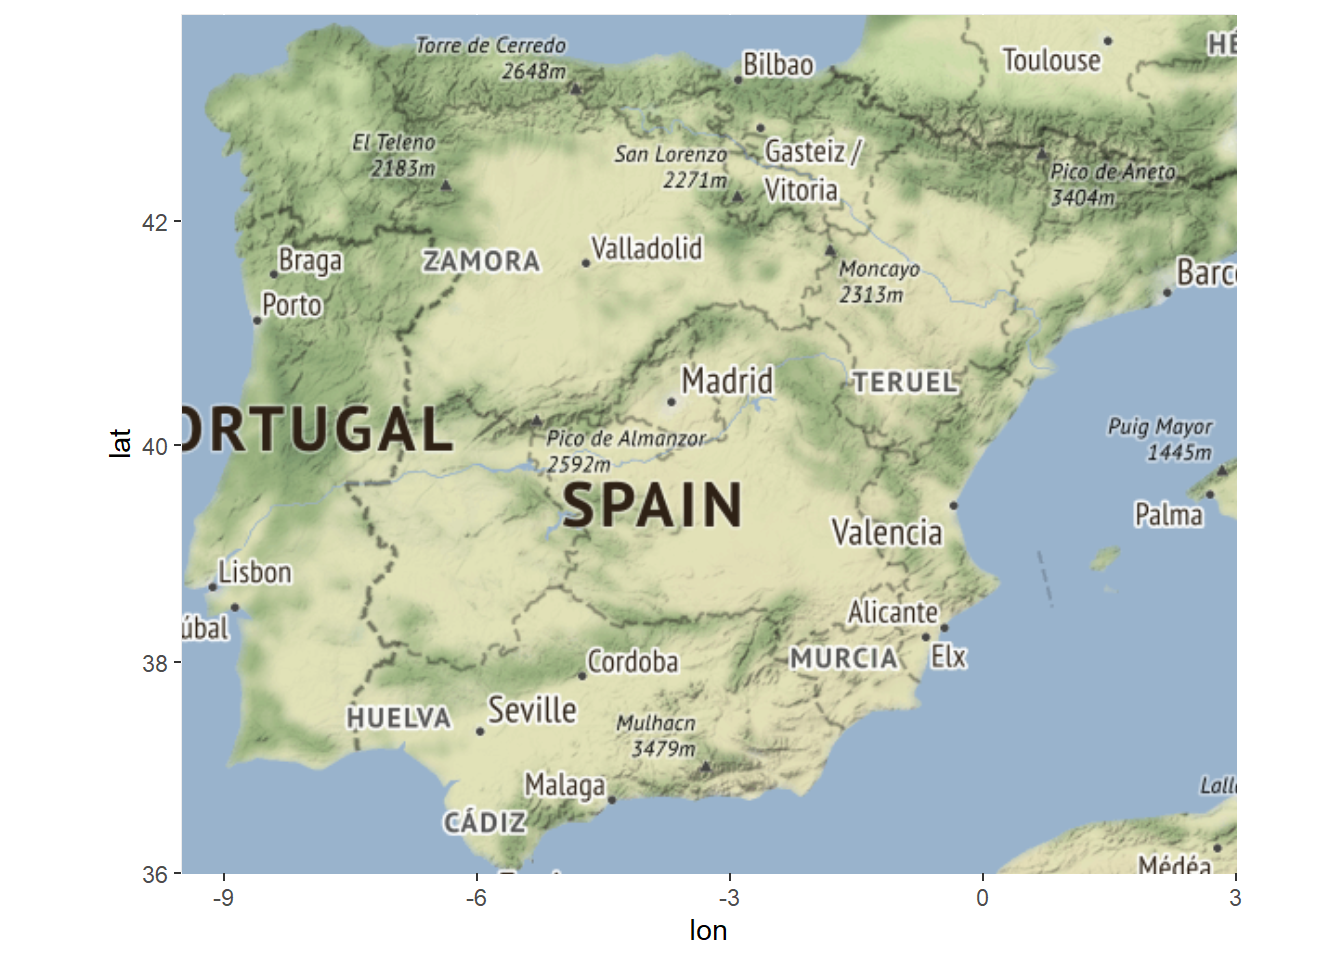 Torre de Cerredo
2648m
Bilbao
Toulouse
HÉ
El Teleno
2183m
San Lorenzo
2271m
Gasteiz /
Vitoria
Pico de Aneto
3404m
42
Braga
ZAMORA
Valladolid
Moncayo
2313m
Barc
Porto
Madrid
TERUEL
ORTUGAL
Pico de Almanzor
2592m
Puig Mayor
1445m
40
lat
SPAIN
Valencia
Palma
Lisbon
Alicante
úbal
38
Cordoba
MURCIA
Elx
HUELVA
Seville
Mulhacn
3479m
Malaga
Lall
CÁDIZ
Médéa
36
-9
-6
-3
0
3
lon